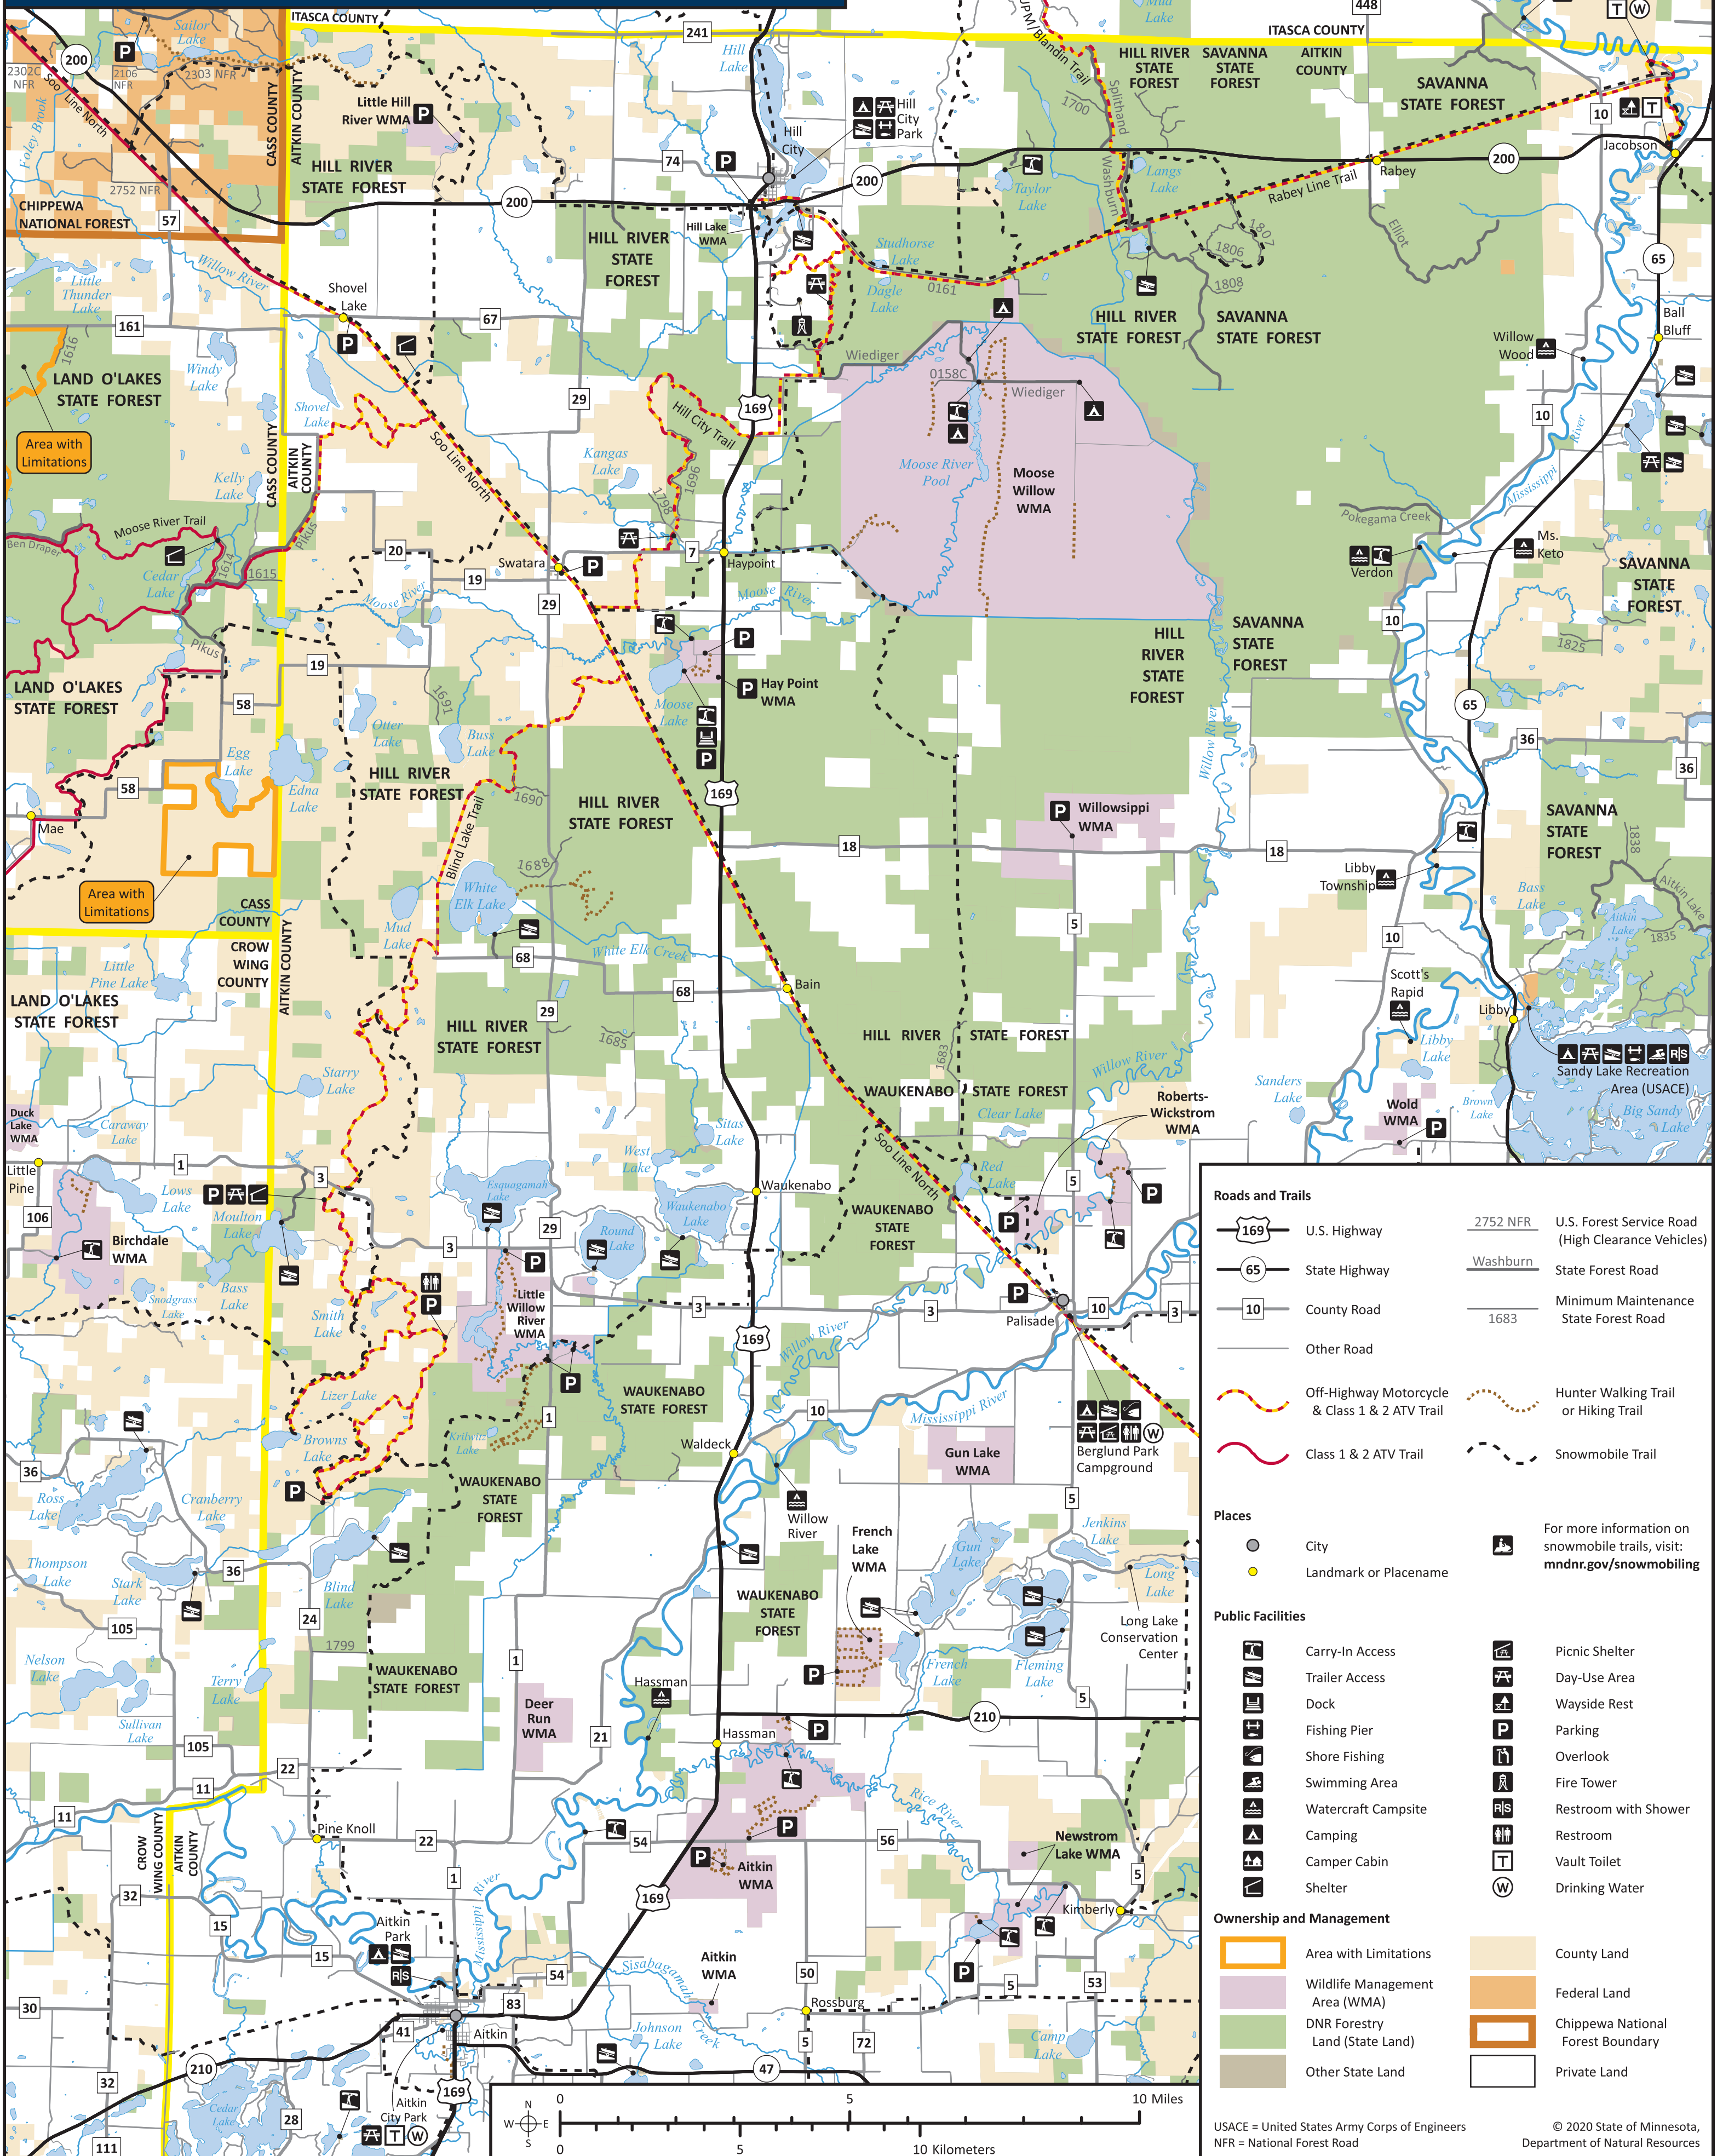 ITASCA COUNTY
241
448
Mud
Lake
ITASCA COUNTY
AITKIN
COUNTY
T
W
Sailor
Lake
P
200
2302C
NFR
2106
NFR
2303 NFR
Soo Line North
Foley Brook
CASS COUNTY
AITKIN COUNTY
Little Hill
River WMA
P
Hill
Lake
UPM/Blandin Trail
HILL RIVER
STATE
FOREST
SAVANNA
STATE
FOREST
SAVANNA
STATE FOREST
1700
Splithand
Washburn
Hill
City
Park
Hill
City
74
P
HILL RIVER
STATE FOREST
2752 NFR
CHIPPEWA
NATIONAL FOREST
57
200
200
Taylor
Lake
Langs
Lake
Rabey Line Trail
Rabey
200
10
T
Jacobson
Elliot
Hill Lake
WMA
HILL RIVER
STATE
FOREST
Studhorse
Lake
Dagle
Lake
0161
1807
1806
1808
65
Willow River
Little
Thunder
Lake
Shovel
Lake
P
67
161
1616
LAND O'LAKES
STATE FOREST
Windy
Lake
Shovel
Lake
HILL RIVER
STATE FOREST
SAVANNA
STATE FOREST
Ball
Bluff
Willow
Wood
Wiediger
0158C
Wiediger
29
169
Hill City Trail
Area with
Limitations
Kelly
Lake
CASS COUNTY
AITKIN
COUNTY
Soo Line North
Kangas
Lake
1696
1798
Moose River
Pool
Moose
Willow
WMA
10
Mississippi
River
Pokegama Creek
Ms.
Keto
Verdon
Ben Draper
Moose River Trail
Pikus
1614
Cedar
Lake
1615
20
19
Swatara
P
7
Haypoint
Moose River
Moose River
29
SAVANNA
STATE
FOREST
1825
10
Pikus
19
58
LAND O'LAKES
STATE FOREST
P
Hay Point
WMA
P
Moose
Lake
P
HILL
RIVER
STATE
FOREST
SAVANNA
STATE
FOREST
65
36
36
1691
Otter
Lake
Buss
Lake
Egg
Lake
Edna
Lake
58
Mae
HILL RIVER
STATE FOREST
1690
Blind Lake Trail
HILL RIVER
STATE FOREST
169
Willow River
P
Willowsippi
WMA
SAVANNA
STATE
FOREST
1838
Aitkin Lake
18
18
Libby
Township
1688
White
Elk Lake
Area with
Limitations
CASS
COUNTY
CROW
WING
COUNTY
AITKIN COUNTY
Mud
Lake
5
10
Bass
Lake
Aitkin
Lake
1835
68
White Elk Creek
68
Bain
Little
Pine Lake
LAND O'LAKES
STATE FOREST
Scott's
Rapid
Libby
Libby
Lake
29
HILL RIVER
STATE FOREST
1685
HILL RIVER STATE FOREST
1683
WAUKENABO STATE FOREST
Willow River
R|S
Sandy Lake Recreation
Area (USACE)
Starry
Lake
Sanders
Lake
Brown
Lake
Big Sandy
Lake
Duck
Lake
WMA
Caraway
Lake
Clear Lake
Roberts-
Wickstrom
WMA
Wold
WMA
P
Sitas
Lake
West
Lake
Soo Line North
Red
Lake
Little
Pine
1
3
Lows
Lake
P
Esquagamah
Lake
Waukenabo
5
P
106
Moulton
Lake
Birchdale
WMA
29
Round
Lake
Waukenabo
Lake
WAUKENABO
STATE
FOREST
P
3
P
Bass
Lake
Snodgrass
Lake
P
Smith
Lake
Little
Willow
River
WMA
3
3
P
Palisade
10
3
169
Willow River
P
Lizer Lake
WAUKENABO
STATE FOREST
1
10
Mississippi River
W
Berglund Park
Campground
Browns
Lake
Krilwitz
Lake
Waldeck
Gun Lake
WMA
36
P
Ross
Lake
Cranberry
Lake
WAUKENABO
STATE
FOREST
Willow
River
5
French
Lake
WMA
Gun
Lake
Jenkins
Lake
Thompson
Lake
Stark
Lake
36
Blind
Lake
24
WAUKENABO
STATE
FOREST
Long
Lake
Long Lake
Conservation
Center
105
1799
Nelson
Lake
Terry
Lake
WAUKENABO
STATE FOREST
1
P
French
Lake
Fleming
Lake
Hassman
Deer
Run
WMA
5
Sullivan
Lake
105
21
210
Hassman
P
22
11
11
Rice River
CROW
WING COUNTY
AITKIN
COUNTY
Pine Knoll
22
54
P
56
Newstrom
Lake WMA
P
Aitkin
WMA
5
1
32
15
Mississippi River
169
Kimberly
Aitkin
Park
15
R|S
Aitkin
WMA
P
54
Sisabagamah
Creek
50
5
53
30
83
Rossburg
41
Aitkin
Johnson
Lake
5
72
Camp
Lake
210
47
32
169
Cedar
Lake
28
Aitkin
City Park
T
W
111
N
W
E
S
0
5
10 Miles
0
5
10 Kilometers
Roads and Trails
169
U.S. Highway
2752 NFR
U.S. Forest Service Road
(High Clearance Vehicles)
65
State Highway
Washburn
State Forest Road
10
County Road
1683
Minimum Maintenance
State Forest Road
Other Road
Off-Highway Motorcycle
& Class 1 & 2 ATV Trail
Hunter Walking Trail
or Hiking Trail
Class 1 & 2 ATV Trail
Snowmobile Trail
Places
City
Landmark or Placename
For more information on
snowmobile trails, visit:
mndnr.gov/snowmobiling
Public Facilities
Carry-In Access
Picnic Shelter
Trailer Access
Day-Use Area
Dock
Wayside Rest
Fishing Pier
P
Parking
Shore Fishing
Overlook
Swimming Area
Fire Tower
Watercraft Campsite
R|S
Restroom with Shower
Camping
Restroom
Camper Cabin
T
Vault Toilet
Shelter
W
Drinking Water
Ownership and Management
Area with Limitations
County Land
Wildlife Management
Area (WMA)
Federal Land
DNR Forestry
Land (State Land)
Chippewa National
Forest Boundary
Other State Land
Private Land
USACE = United States Army Corps of Engineers
NFR = National Forest Road
© 2020 State of Minnesota,
Department of Natural Resources